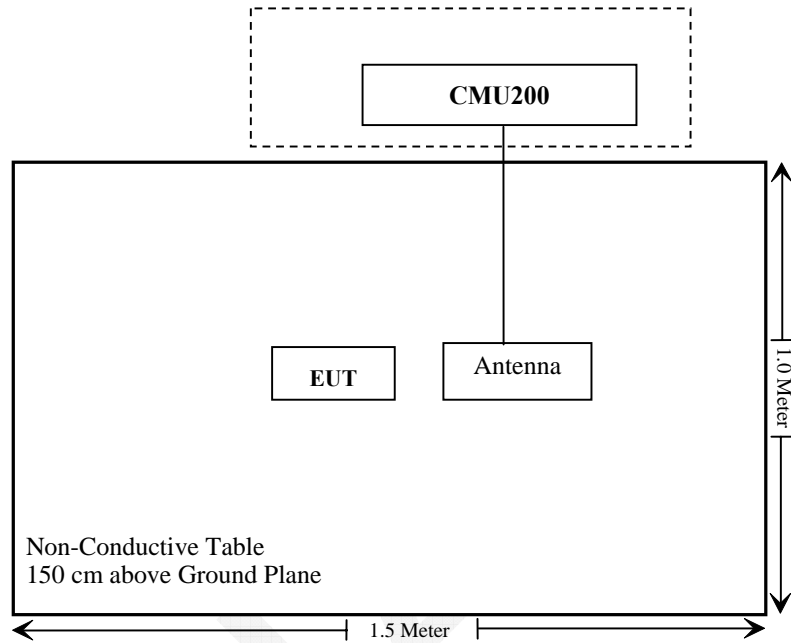 CMU200
EUT
Antenna
1.0 Meter
Non-Conductive Table
150 cm above Ground Plane
1.5 Meter